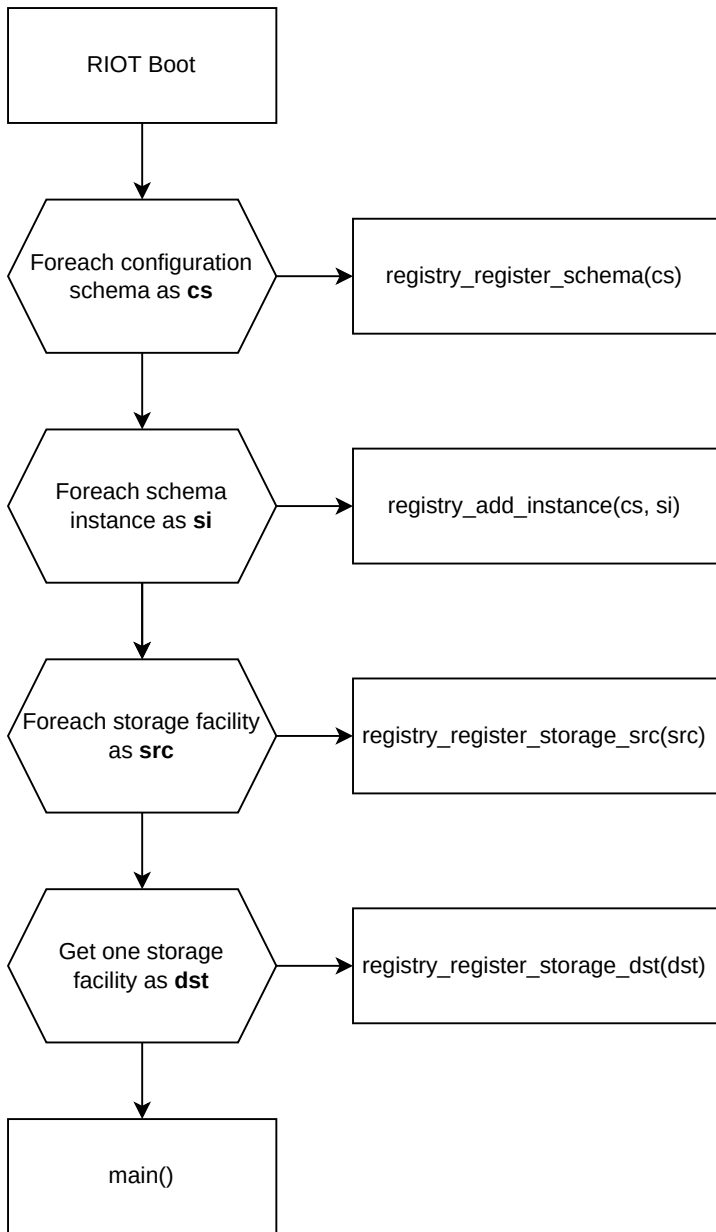 RIOT Boot
Foreach configuration
schema as cs
registry_register_schema(cs)
Foreach schema
instance as si
registry_add_instance(cs, si)
Foreach storage facility
as src
registry_register_storage_src(src)
Get one storage
facility as dst
registry_register_storage_dst(dst)
main()